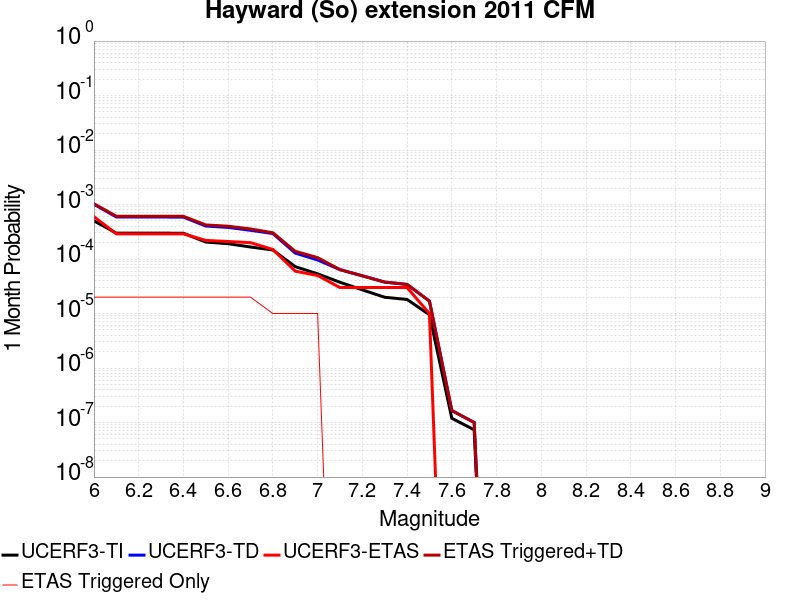 Hayward (So) extension 2011 CFM
1 Month Probability
10^0
10^-1
10^-2
10^-3
10^-4
10^-5
10^-6
10^-7
10^-8
6 6.2 6.4 6.6 6.8 7 7.2 7.4 7.6 7.8 8 8.2 8.4 8.6 8.8 9
Magnitude
UCERF3-TI UCERF3-TD UCERF3-ETAS ETAS Triggered+TD
ETAS Triggered Only